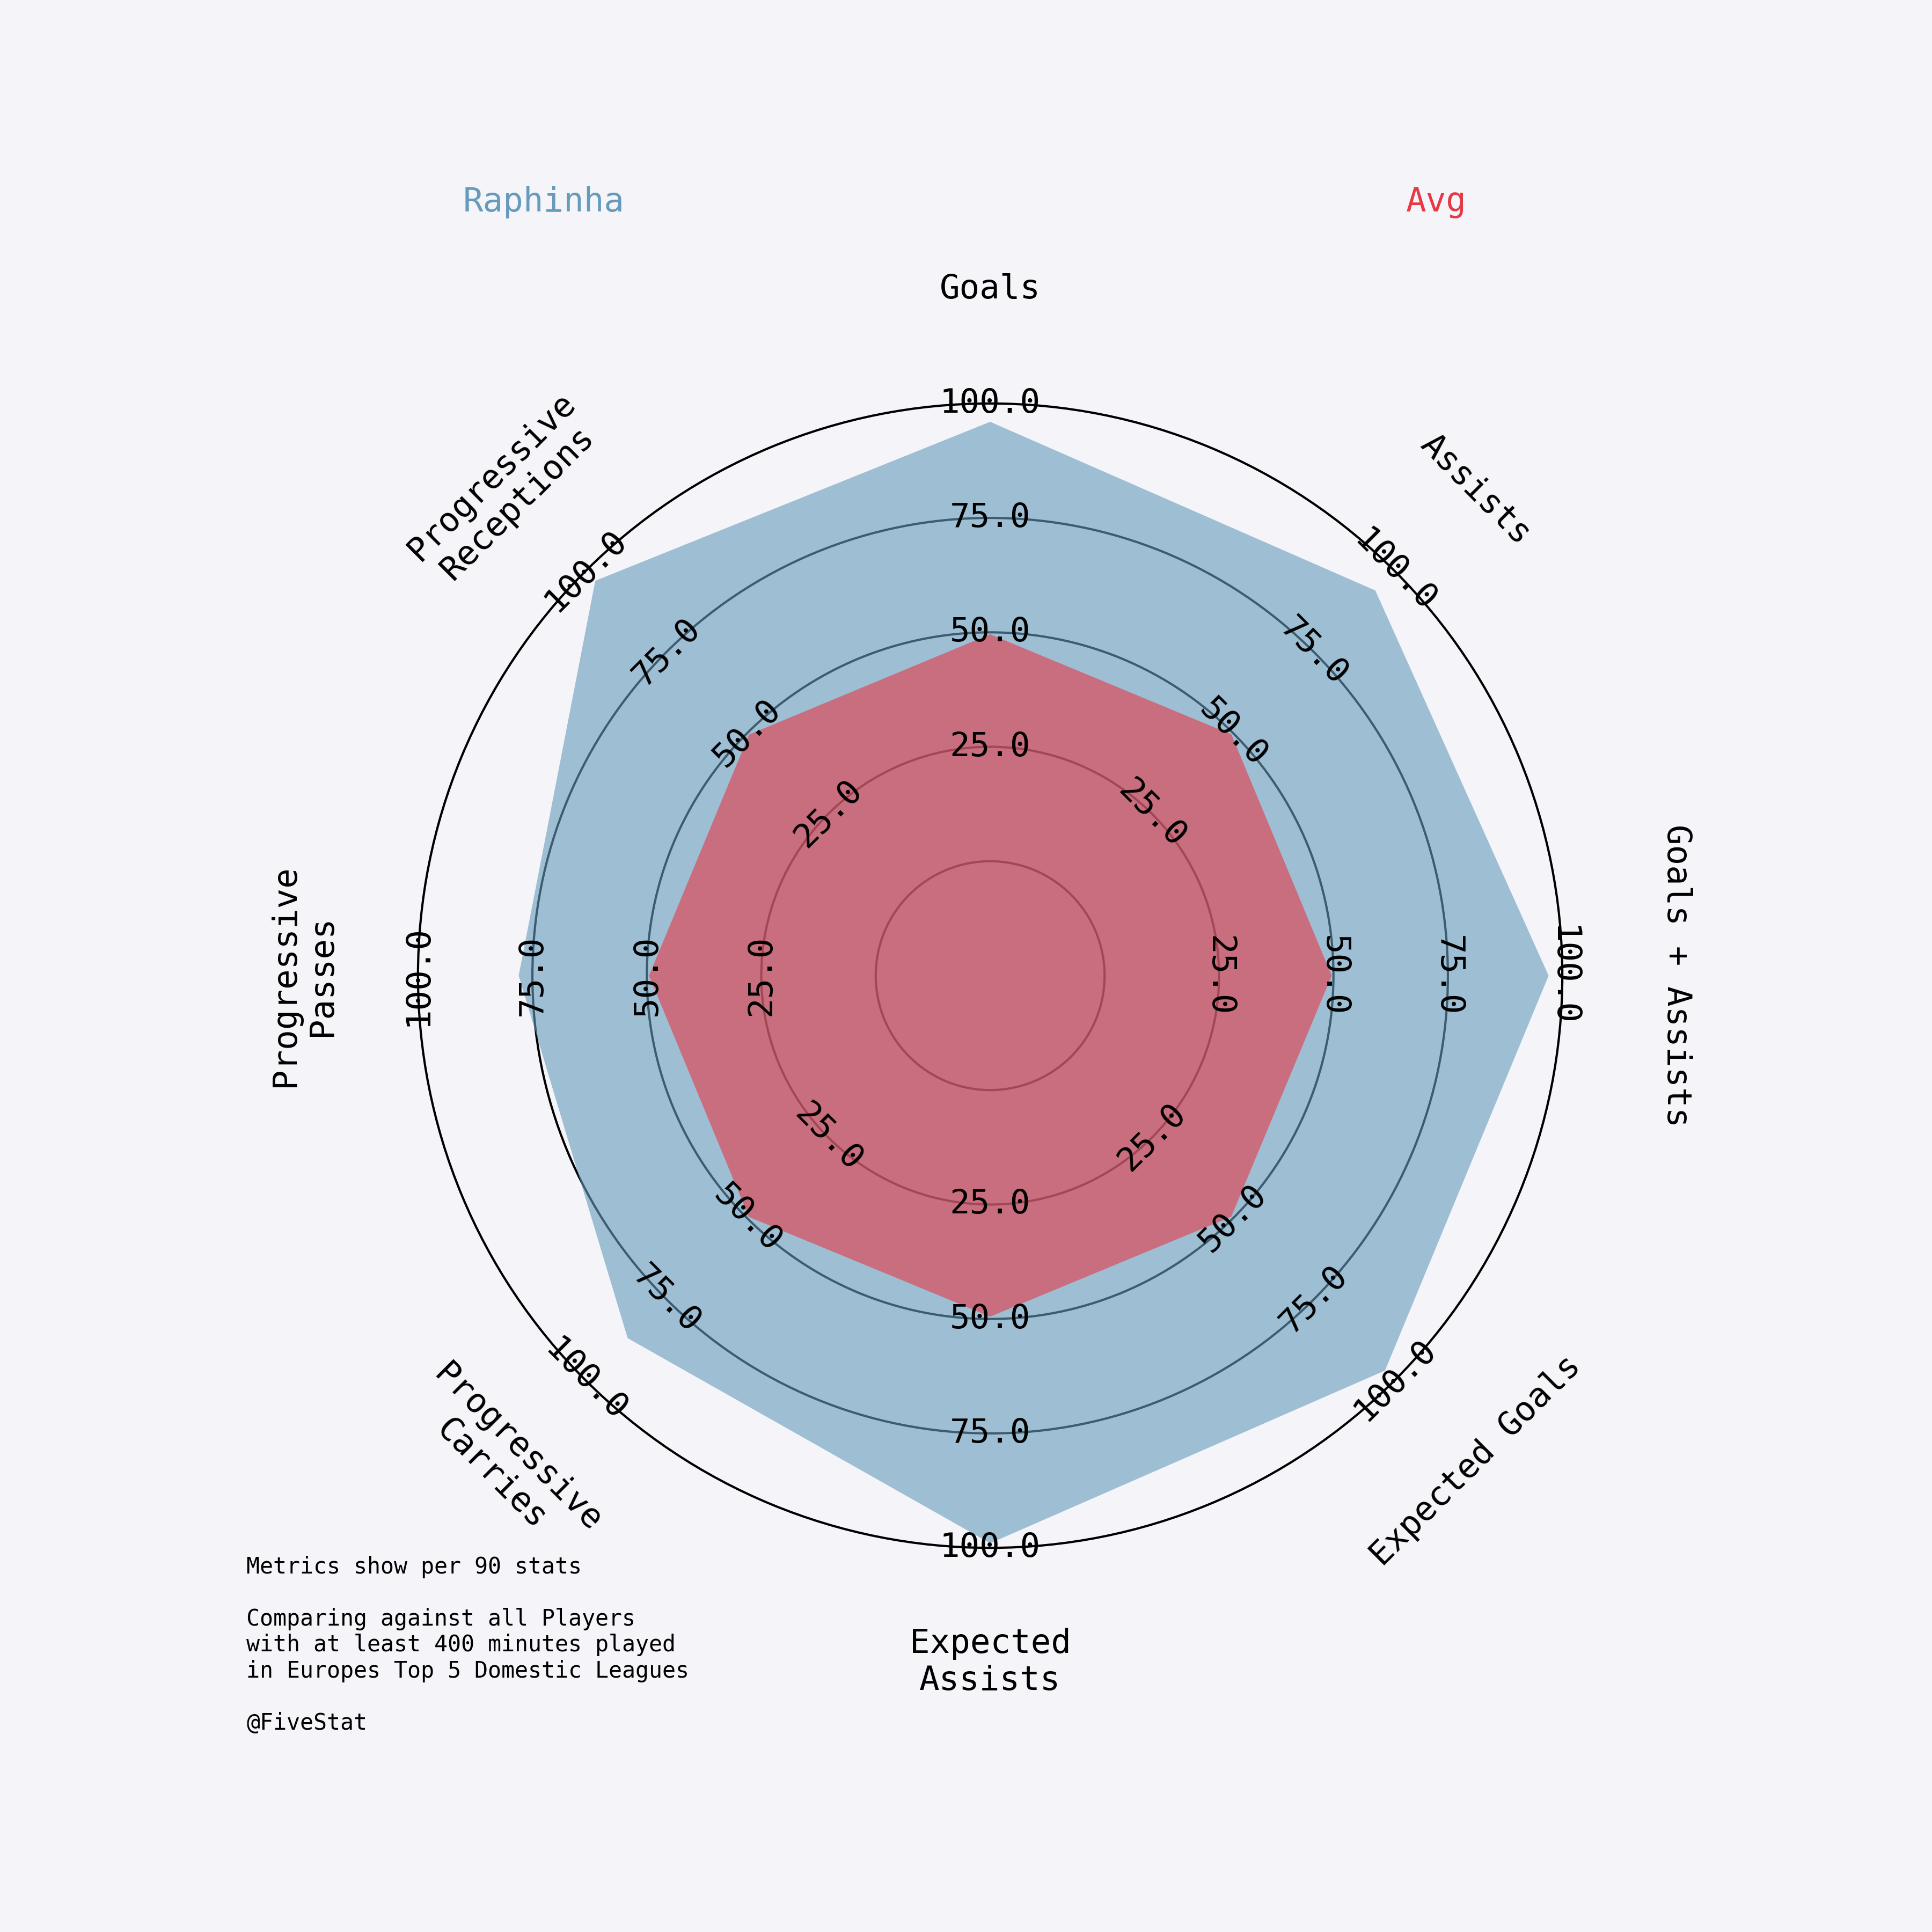 Raphinha
Avg
Goals
Assists
Goals + Assists
Expected Goals
Expected
Assists
Progressive
Carries
Progressive
Passes
Progressive
Receptions
25.0
50.0
75.0
100.0
25.0
50.0
75.0
100.0
25.0
50.0
75.0
100.0
25.0
50.0
75.0
100.0
25.0
50.0
75.0
100.0
25.0
50.0
75.0
100.0
25.0
50.0
75.0
100.0
25.0
50.0
75.0
100.0
Metrics show per 90 stats
Comparing against all Players
with at least 400 minutes played
in Europes Top 5 Domestic Leagues
@FiveStat